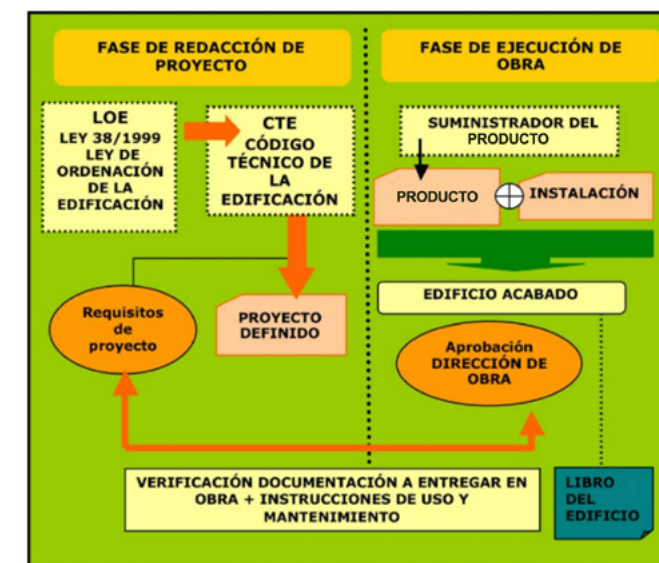 FASE DE REDACCIÓN DE
PROYECTO
FASE DE EJECUCIÓN DE
OBRA
LOE
LEY 38/1999
LEY DE
ORDENACIÓN
DE LA
EDIFICACIÓN
CTE
CÓDIGO
TÉCNICO DE
LA
EDIFICACIÓN
SUMINISTRADOR DEL
PRODUCTO
PRODUCTO
INSTALACIÓN
EDIFICIO ACABADO
Requisitos
de
proyecto
PROYECTO
DEFINIDO
Aprobación
DIRECCIÓN DE
OBRA
VERIFICACIÓN DOCUMENTACIÓN A ENTREGAR EN
OBRA + INSTRUCCIONES DE USO Y
MANTENIMIENTO
LIBRO
DEL
EDIFICIO